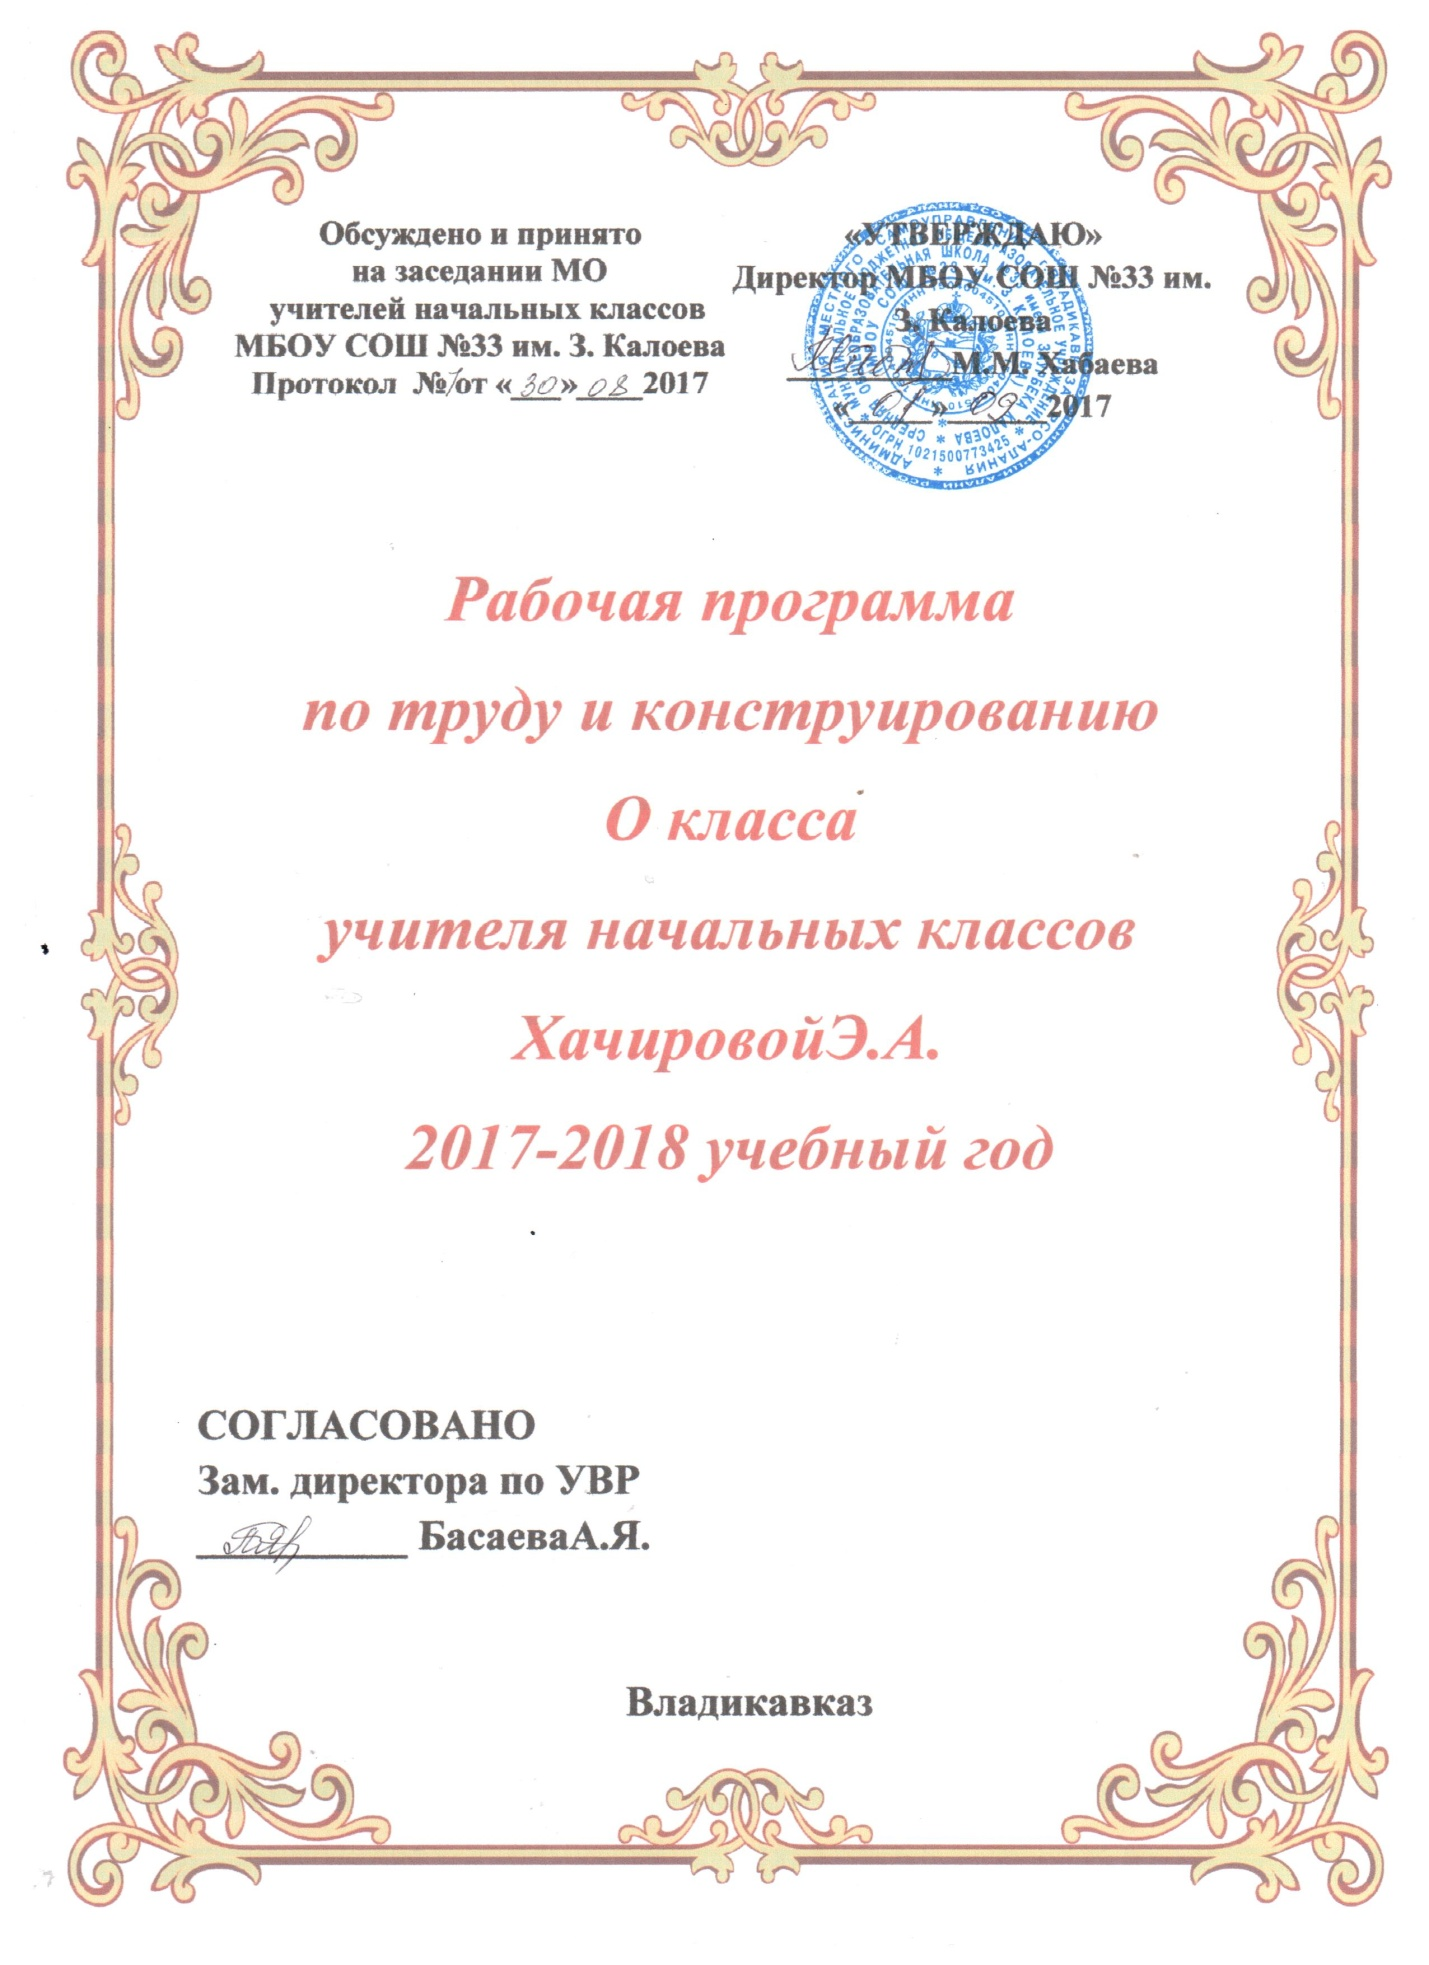 Обсуждено и принято
на заседании МО
учителей начальных классов
МБОУ СОШ №33 им. З. Калоева
Протокол №1от «30» 08 2017
«УТВЕРЖДАЮ»
Директор МБОУ СОШ №33 им.
З. Калоева
М.М. Хабаева
«01» 09 2017
ОГРН 1021500773425
Рабочая программа
по труду и конструированию
О класса
учителя начальных классов
ХачировойЭ.А.
2017-2018 учебный год
СОГЛАСОВАНО
Зам. директора по УВР
БасаеваА.Я.
Владикавказ